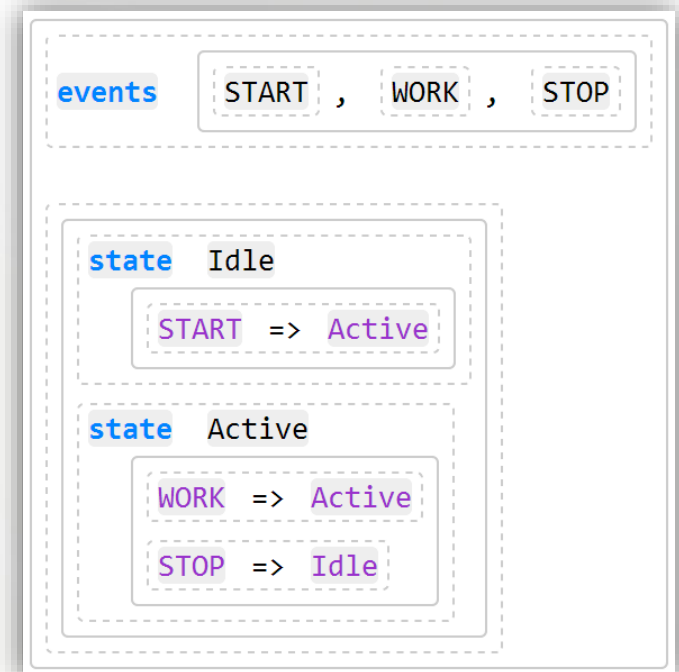 events START , WORK , STOP
state Idle
START => Active
state Active
WORK => Active
STOP => Idle